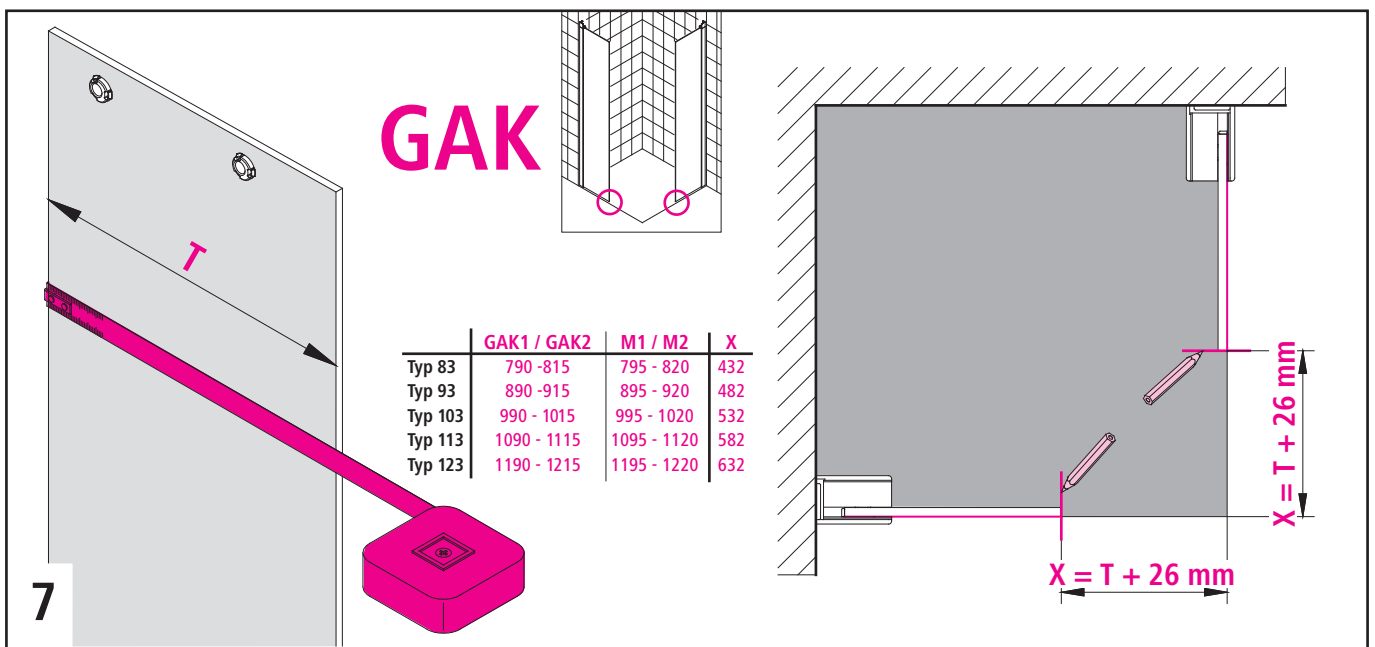 GAK
T
GAK1 / GAK2 M1 / M2 X
Typ 83 790 -815 795 - 820 432
Typ 93 890 -915 895 - 920 482
Typ 103 990 - 1015 995 - 1020 532
Typ 113 1090 - 1115 1095 - 1120 582
Typ 123 1190 - 1215 1195 - 1220 632
X = T + 26 mm
X = T + 26 mm
7